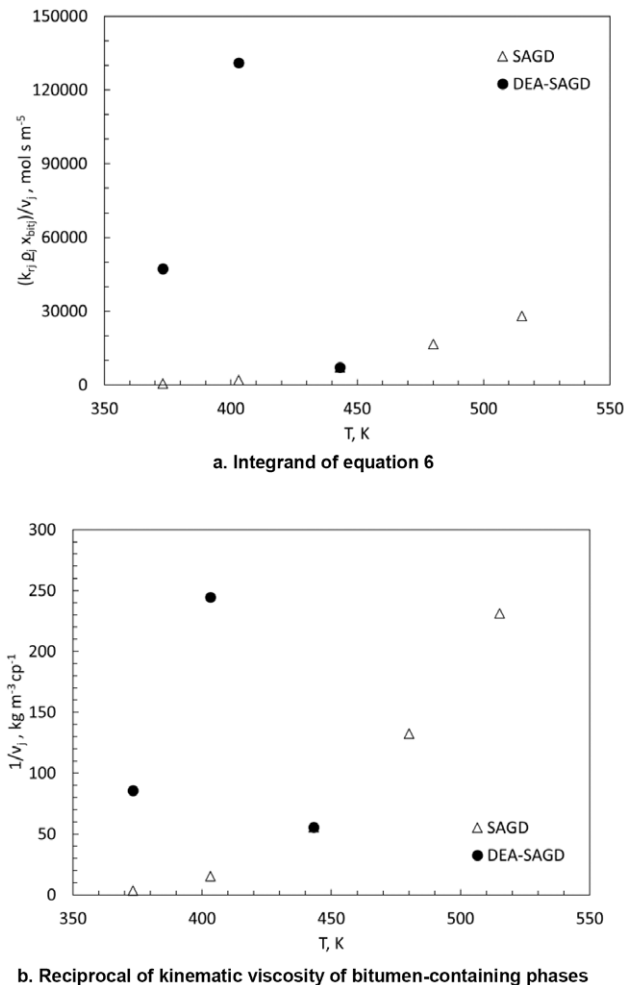 150000
120000
90000
60000
30000
0
(k_rj ρ_j x_bitj)/ν_j , mol s m⁻⁵
△ SAGD
● DEA-SAGD
350 400 450 500 550
T, K
a. Integrand of equation 6
300
250
200
150
100
50
0
1/ν_j , kg m⁻³cp⁻¹
△ SAGD
● DEA-SAGD
350 400 450 500 550
T, K
b. Reciprocal of kinematic viscosity of bitumen-containing phases